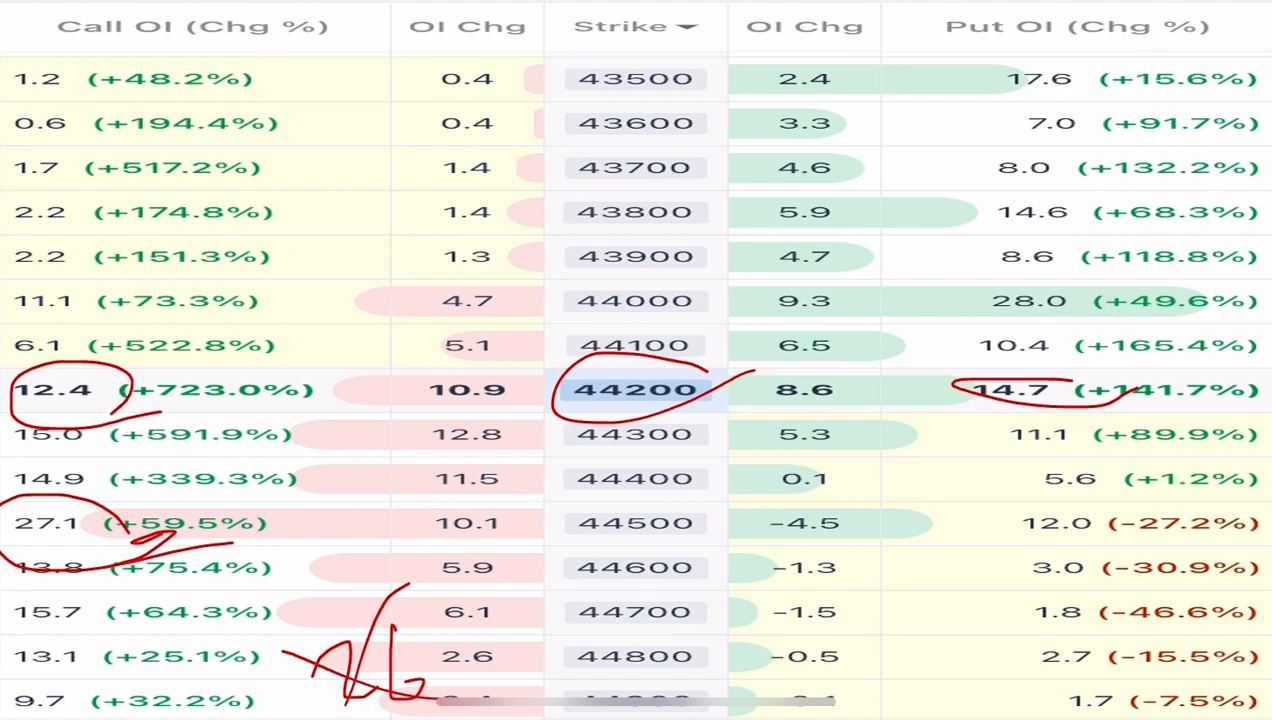 Call OI (Chg %) OI Chg Strike OI Chg Put OI (Chg %)
1.2 (+48.2%) 0.4 43500 2.4 17.6 (+15.6%)
0.6 (+194.4%) 0.4 43600 3.3 7.0 (+91.7%)
1.7 (+517.2%) 1.4 43700 4.6 8.0 (+132.2%)
2.2 (+174.8%) 1.4 43800 5.9 14.6 (+68.3%)
2.2 (+151.3%) 1.3 43900 4.7 8.6 (+118.8%)
11.1 (+73.3%) 4.7 44000 9.3 28.0 (+49.6%)
6.1 (+522.8%) 5.1 44100 6.5 10.4 (+165.4%)
12.4 (+723.0%) 10.9 44200 8.6 14.7 (+141.7%)
15.0 (+591.9%) 12.8 44300 5.3 11.1 (+89.9%)
14.9 (+339.3%) 11.5 44400 0.1 5.6 (+1.2%)
27.1 (+59.5%) 10.1 44500 -4.5 12.0 (-27.2%)
13.8 (+75.4%) 5.9 44600 -1.3 3.0 (-30.9%)
15.7 (+64.3%) 6.1 44700 -1.5 1.8 (-46.6%)
13.1 (+25.1%) 2.6 44800 -0.5 2.7 (-15.5%)
9.7 (+32.2%) 1.7 (-7.5%)